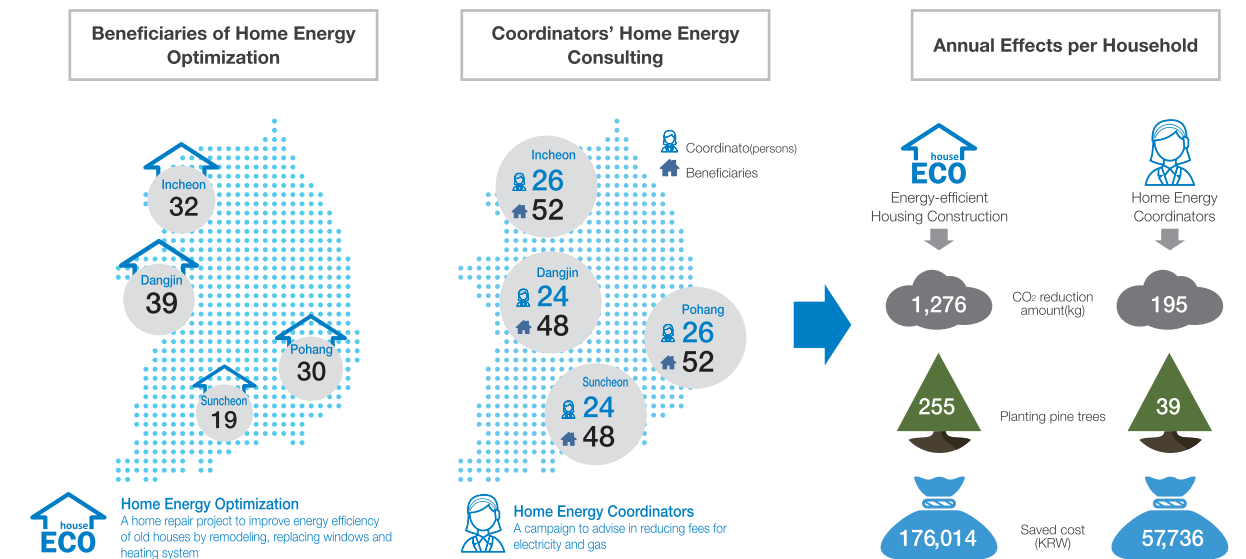 Beneficiaries of Home Energy
Optimization
Incheon
32
Dangjin
39
Pohang
30
Suncheon
19
house
ECO
Home Energy Optimization
A home repair project to improve energy efficiency
of old houses by remodeling, replacing windows and
heating system
Coordinators’ Home Energy
Consulting
Coordinato(persons)
Beneficiaries
Incheon
26
52
Dangjin
24
48
Pohang
26
52
Suncheon
24
48
Home Energy Coordinators
A campaign to advise in reducing fees for
electricity and gas
Annual Effects per Household
house
ECO
Energy-efficient
Housing Construction
Home Energy
Coordinators
1,276
CO₂ reduction
amount(kg)
195
255
Planting pine trees
39
176,014
Saved cost
(KRW)
57,736